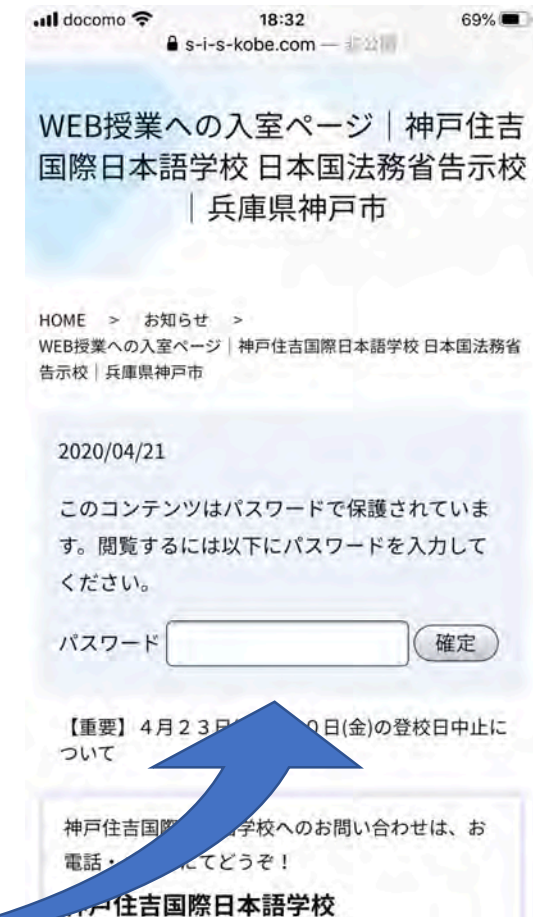 docomo 18:32 69%
s-i-s-kobe.com — 非公開
WEB授業への入室ページ｜神戸住吉
国際日本語学校 日本国法務省告示校
｜兵庫県神戸市
HOME > お知らせ >
WEB授業への入室ページ｜神戸住吉国際日本語学校 日本国法務省
告示校｜兵庫県神戸市
2020/04/21
このコンテンツはパスワードで保護されていま
す。閲覧するには以下にパスワードを入力して
ください。
パスワード 確定
【重要】４月２３日 ０日(金)の登校日中止に
ついて
神戸住吉国際 学校へのお問い合わせは、お
電話・ にてどうぞ！
神戸住吉国際日本語学校